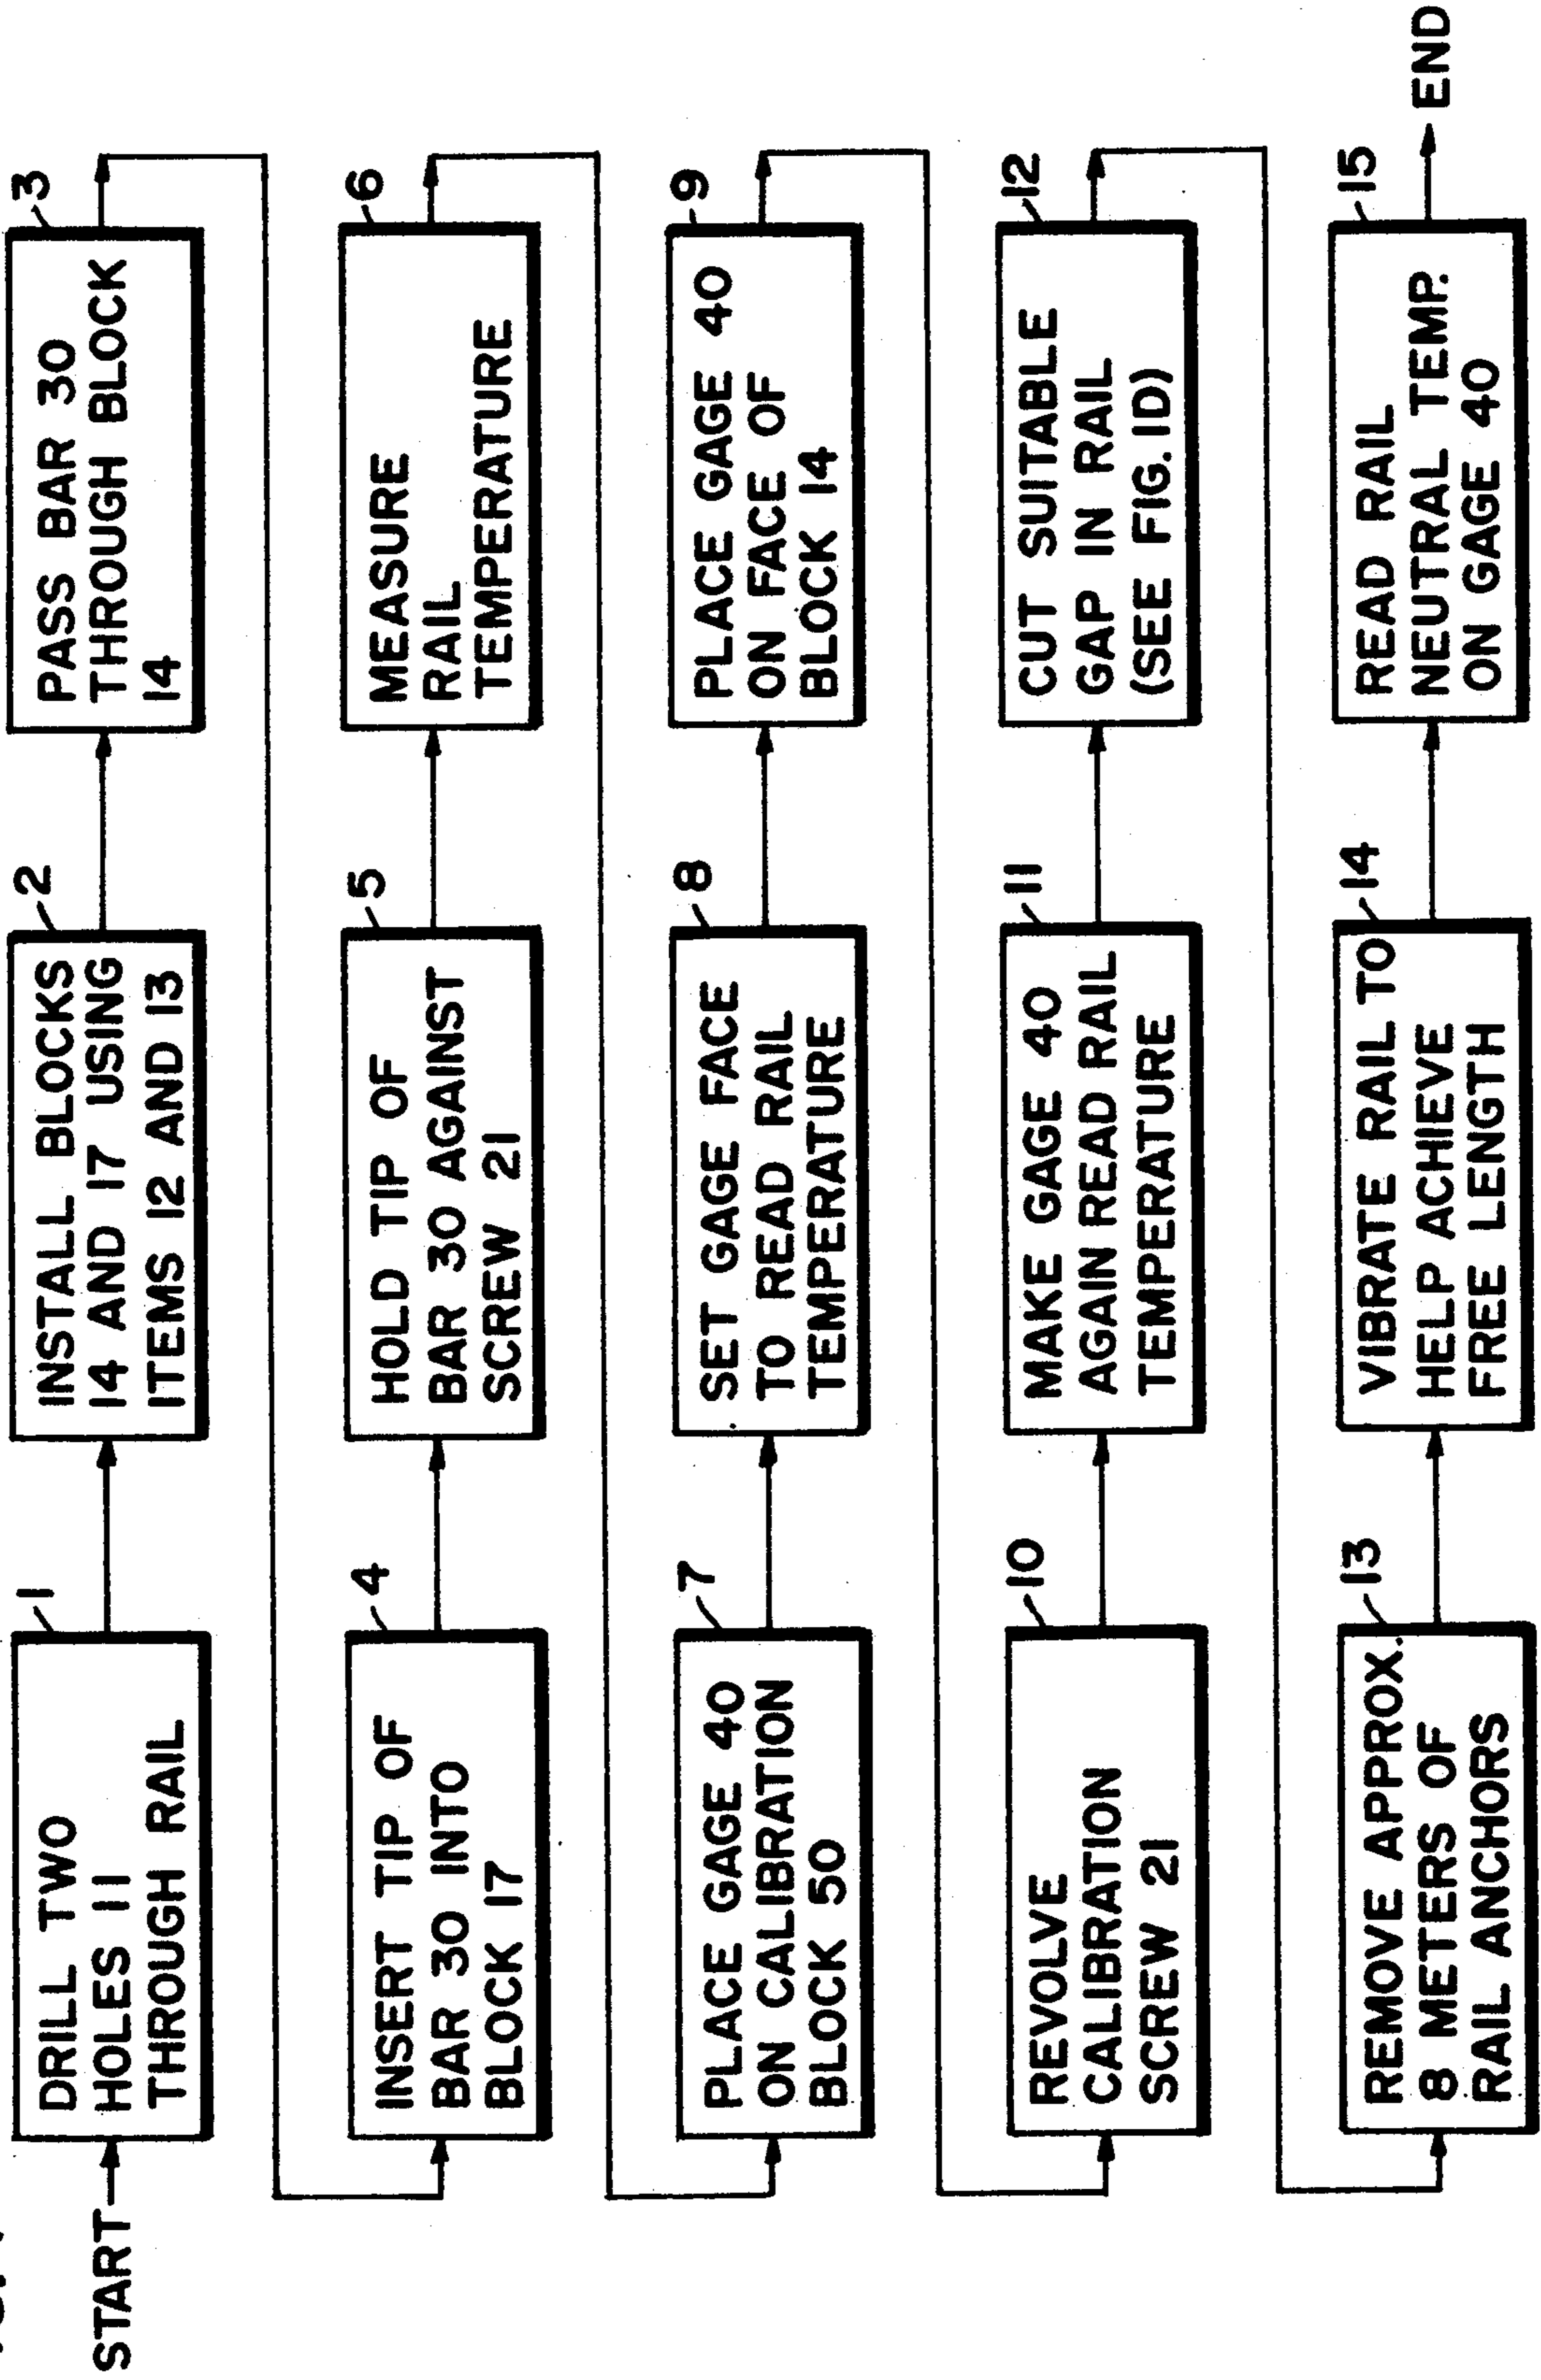 START
1
DRILL TWO
HOLES 11
THROUGH RAIL
2
INSTALL BLOCKS
14 AND 17 USING
ITEMS 12 AND 13
3
PASS BAR 30
THROUGH BLOCK
14
4
INSERT TIP OF
BAR 30 INTO
BLOCK 17
5
HOLD TIP OF
BAR 30 AGAINST
SCREW 21
6
MEASURE
RAIL
TEMPERATURE
7
PLACE GAGE 40
ON CALIBRATION
BLOCK 50
8
SET GAGE FACE
TO READ RAIL
TEMPERATURE
9
PLACE GAGE 40
ON FACE OF
BLOCK 14
10
REVOLVE
CALIBRATION
SCREW 21
11
MAKE GAGE 40
AGAIN READ RAIL
TEMPERATURE
12
CUT SUITABLE
GAP IN RAIL
(SEE FIG. 1D)
13
REMOVE APPROX.
8 METERS OF
RAIL ANCHORS
14
VIBRATE RAIL TO
HELP ACHIEVE
FREE LENGTH
15
READ RAIL
NEUTRAL TEMP.
ON GAGE 40
END